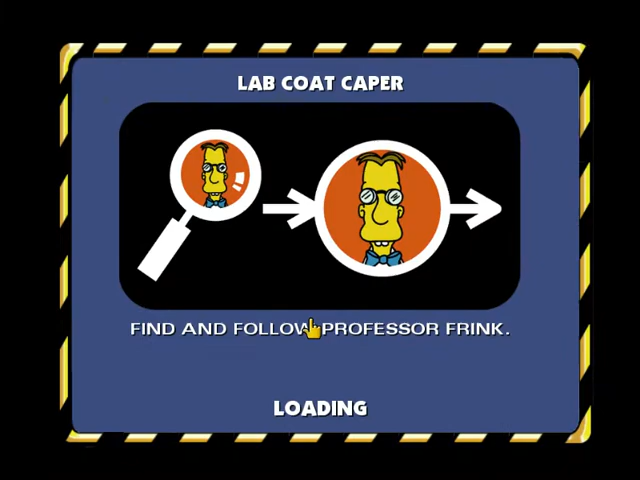 LAB COAT CAPER
FIND AND FOLLOW PROFESSOR FRINK.
LOADING